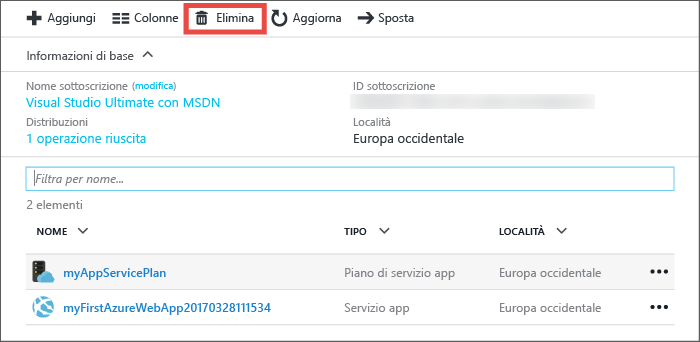 Aggiungi Colonne Elimina Aggiorna Sposta
Informazioni di base
Nome sottoscrizione (modifica) ID sottoscrizione
Visual Studio Ultimate con MSDN
Distribuzioni Località
1 operazione riuscita Europa occidentale
Filtra per nome...
2 elementi
NOME TIPO LOCALITÀ
myAppServicePlan Piano di servizio app Europa occidentale
myFirstAzureWebApp20170328111534 Servizio app Europa occidentale